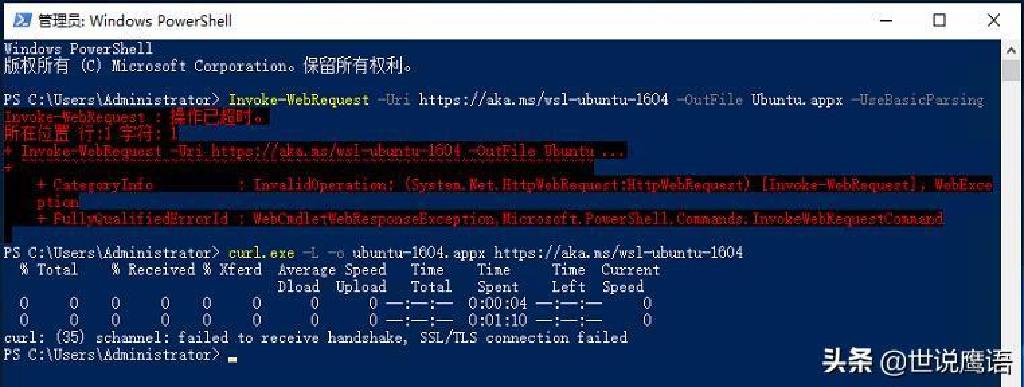 管理员: Windows PowerShell
Windows PowerShell
版权所有 (C) Microsoft Corporation。保留所有权利。
PS C:\Users\Administrator> Invoke-WebRequest -Uri https://aka.ms/wsl-ubuntu-1604 -OutFile Ubuntu.appx -UseBasicParsing
Invoke-WebRequest : 操作已超时。
所在位置 行:1 字符: 1
+ Invoke-WebRequest -Uri https://aka.ms/wsl-ubuntu-1604 -OutFile Ubuntu ...
+
+ CategoryInfo : InvalidOperation: (System.Net.HttpWebRequest:HttpWebRequest) [Invoke-WebRequest], WebExce
ption
+ FullyQualifiedErrorId : WebCmdletWebResponseException,Microsoft.PowerShell.Commands.InvokeWebRequestCommand
PS C:\Users\Administrator> curl.exe -L -o ubuntu-1604.appx https://aka.ms/wsl-ubuntu-1604
% Total % Received % Xferd Average Speed Time Time Time Current
Dload Upload Total Spent Left Speed
0 0 0 0 0 0 0 0 --:--:-- 0:00:04 --:--:-- 0
0 0 0 0 0 0 0 0 --:--:-- 0:01:10 --:--:-- 0
curl: (35) schannel: failed to receive handshake, SSL/TLS connection failed
PS C:\Users\Administrator>
头条 @世说鹰语